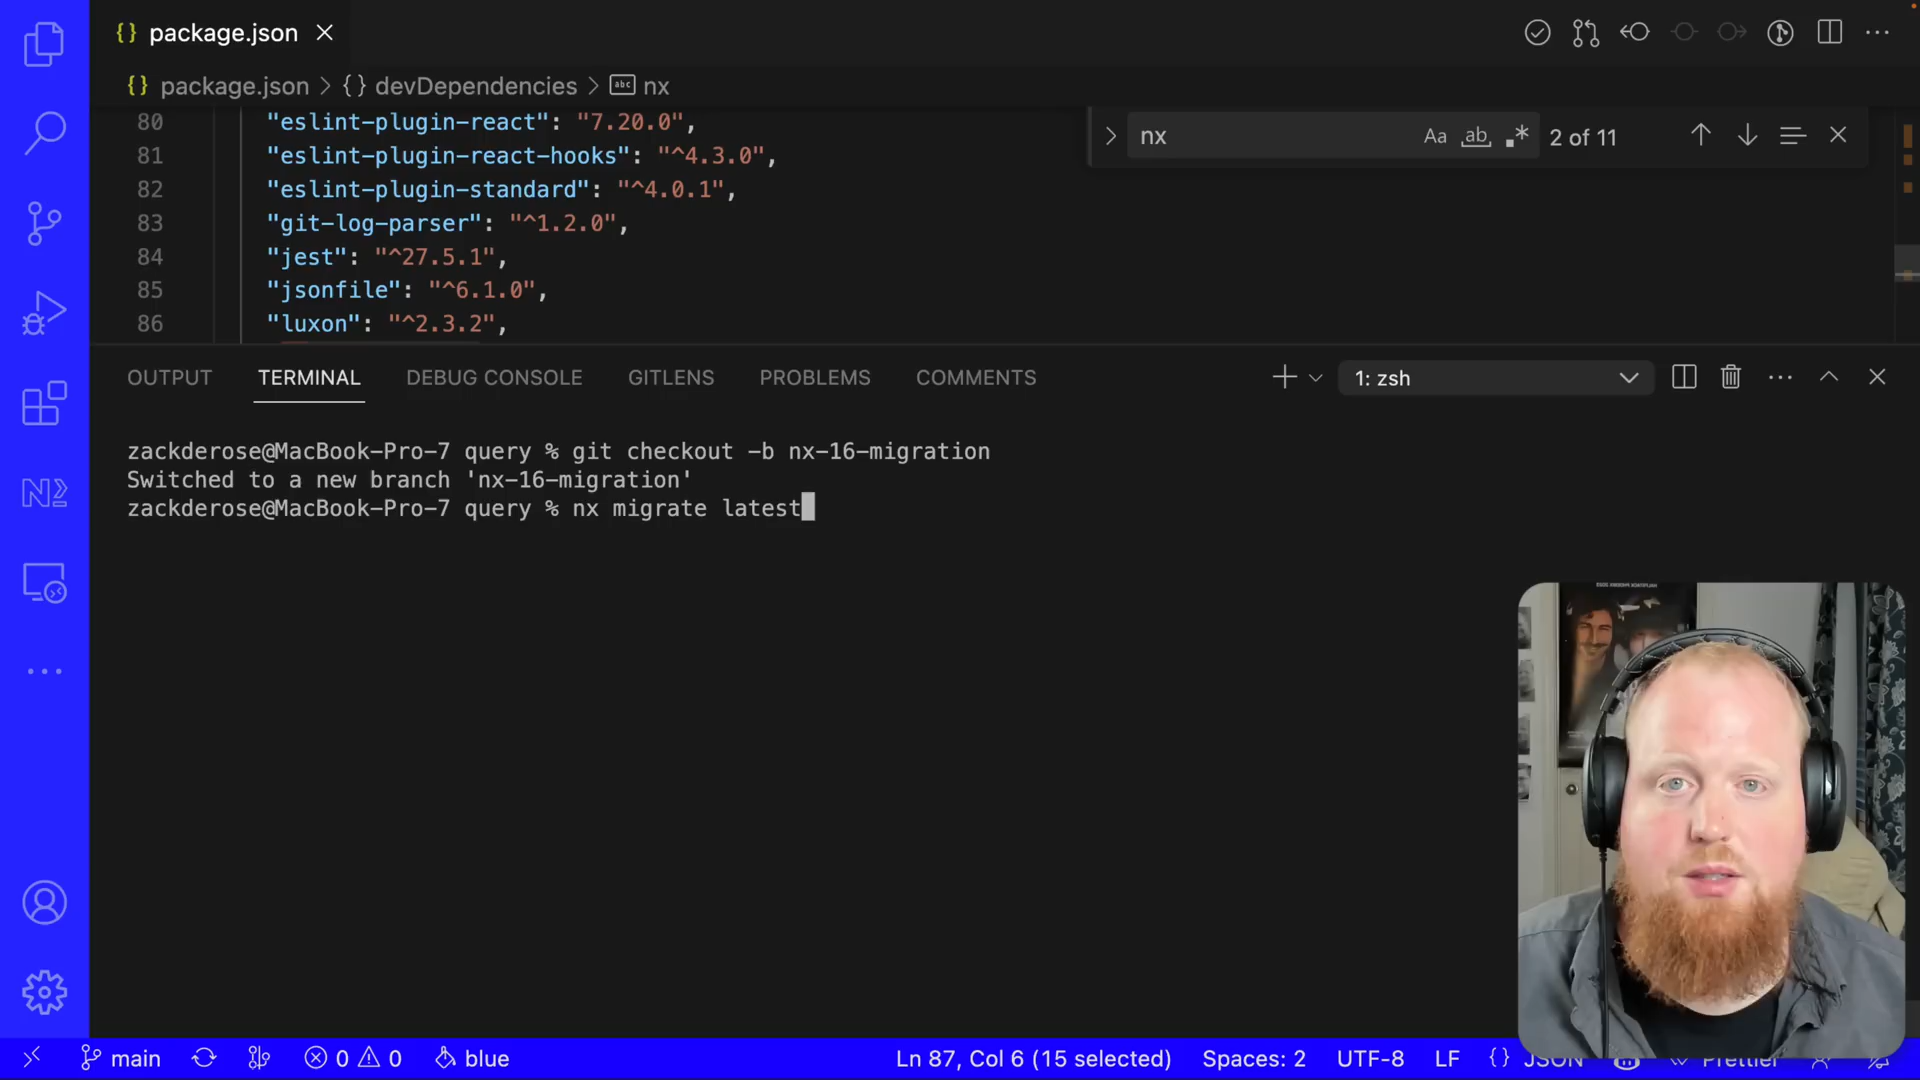 package.json
package.json > {} devDependencies > abc nx
80 "eslint-plugin-react": "7.20.0",
81 "eslint-plugin-react-hooks": "^4.3.0",
82 "eslint-plugin-standard": "^4.0.1",
83 "git-log-parser": "^1.2.0",
84 "jest": "^27.5.1",
85 "jsonfile": "^6.1.0",
86 "luxon": "^2.3.2",
nx Aa ab .* 2 of 11
OUTPUT TERMINAL DEBUG CONSOLE GITLENS PROBLEMS COMMENTS 1: zsh
zackderose@MacBook-Pro-7 query % git checkout -b nx-16-migration
Switched to a new branch 'nx-16-migration'
zackderose@MacBook-Pro-7 query % nx migrate latest
main 0 0 blue Ln 87, Col 6 (15 selected) Spaces: 2 UTF-8 LF {} JSON Prettier